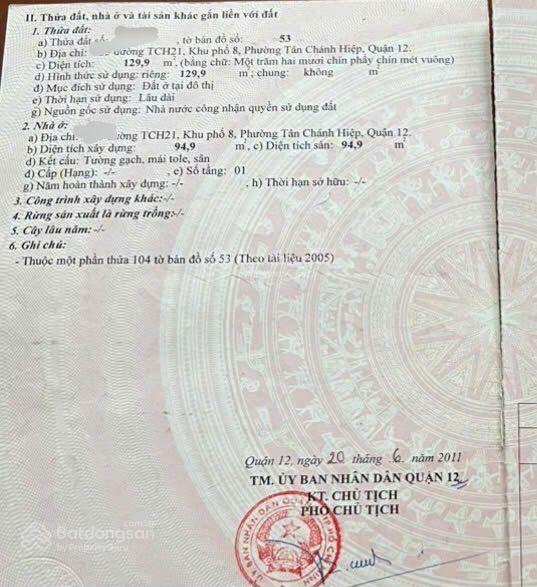 II. Thửa đất, nhà ở và tài sản khác gắn liền với đất
1. Thửa đất:
a) Thửa đất số: , tờ bản đồ số: 53
b) Địa chỉ: đường TCH21, Khu phố 8, Phường Tân Chánh Hiệp, Quận 12.
c) Diện tích: 129,9 m², (bằng chữ: Một trăm hai mươi chín phẩy chín mét vuông)
d) Hình thức sử dụng: riêng: 129,9 m²; chung: không m²
đ) Mục đích sử dụng: Đất ở tại đô thị
e) Thời hạn sử dụng: Lâu dài
g) Nguồn gốc sử dụng: Nhà nước công nhận quyền sử dụng đất
2. Nhà ở:
a) Địa chỉ: ường TCH21, Khu phố 8, Phường Tân Chánh Hiệp, Quận 12.
b) Diện tích xây dựng: 94,9 m², c) Diện tích sàn: 94,9 m²
d) Kết cấu: Tường gạch, mái tole, sân
đ) Cấp (Hạng): -/- , e) Số tầng: 01
g) Năm hoàn thành xây dựng: -/- , h) Thời hạn sở hữu: -/-
3. Công trình xây dựng khác:-/-
4. Rừng sản xuất là rừng trồng:-/-
5. Cây lâu năm: -/-
6. Ghi chú:
- Thuộc một phần thửa 104 tờ bản đồ số 53 (Theo tài liệu 2005)
Quận 12, ngày 20 tháng 6. năm 2011
TM. ỦY BAN NHÂN DÂN QUẬN 12
KT. CHỦ TỊCH
PHÓ CHỦ TỊCH
Batdongsan